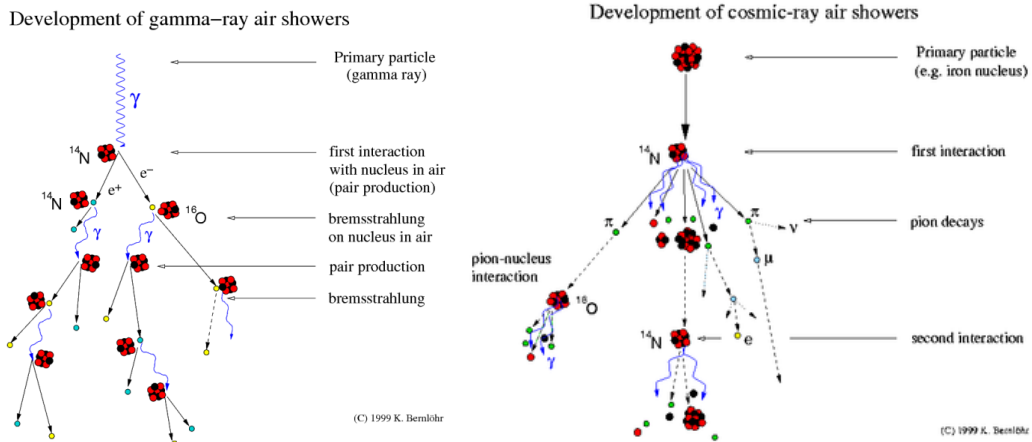 Development of gamma-ray air showers
Primary particle
(gamma ray)
γ
¹⁴N
first interaction
with nucleus in air
(pair production)
e⁺
e⁻
¹⁴N
¹⁶O
bremsstrahlung
on nucleus in air
γ
γ
pair production
bremsstrahlung
(C) 1999 K. Bernlöhr
Development of cosmic-ray air showers
Primary particle
(e.g. iron nucleus)
¹⁴N
first interaction
γ
π
π
ν
pion decays
μ
pion-nucleus
interaction
¹⁶O
γ
¹⁴N
e
second interaction
(C) 1999 K. Bernlöhr